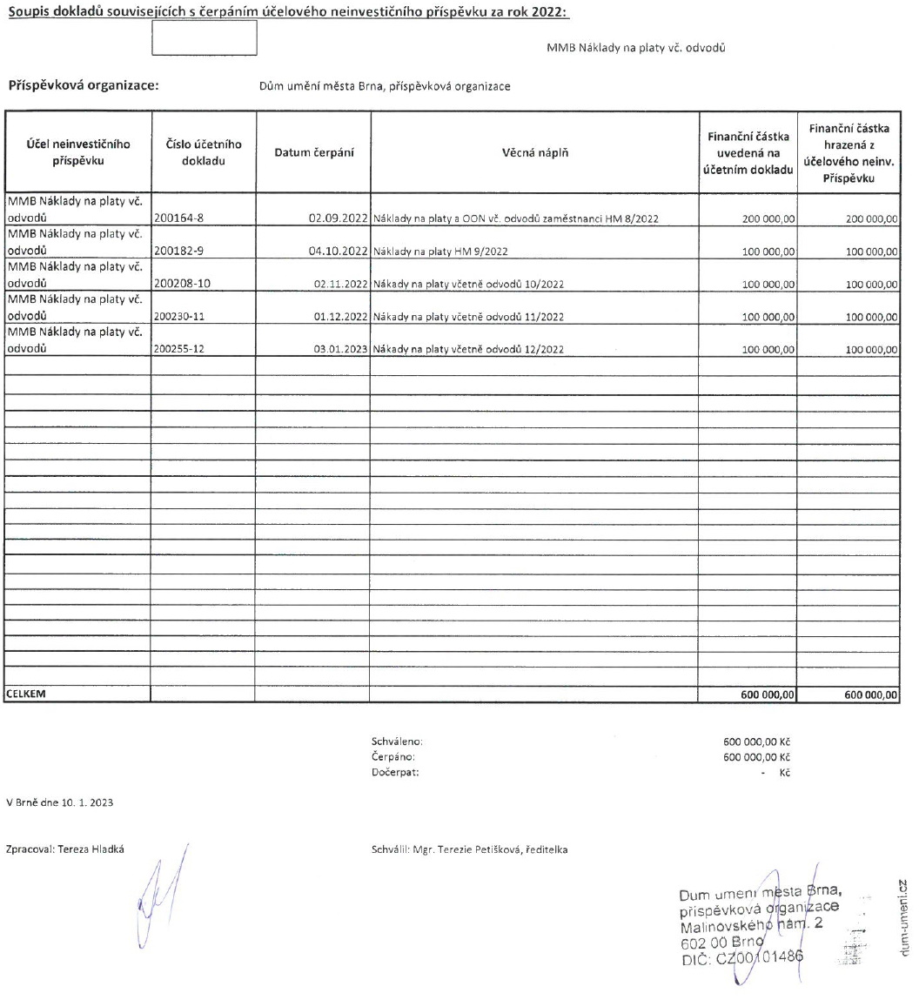 Soupis dokladů souvisejících s čerpáním účelového neinvestičního příspěvku za rok 2022:
MMB Náklady na platy vč. odvodů
Příspěvková organizace: Dům umění města Brna, příspěvková organizace
Účel neinvestičního příspěvku Číslo účetního dokladu Datum čerpání Věcná náplň Finanční částka uvedená na účetním dokladu Finanční částka hrazená z účelového neinv. Příspěvku
MMB Náklady na platy vč. odvodů 200164-8 02.09.2022 Náklady na platy a OON vč. odvodů zaměstnanci HM 8/2022 200 000,00 200 000,00
MMB Náklady na platy vč. odvodů 200182-9 04.10.2022 Náklady na platy HM 9/2022 100 000,00 100 000,00
MMB Náklady na platy vč. odvodů 200208-10 02.11.2022 Nákady na platy včetně odvodů 10/2022 100 000,00 100 000,00
MMB Náklady na platy vč. odvodů 200230-11 01.12.2022 Nákady na platy včetně odvodů 11/2022 100 000,00 100 000,00
MMB Náklady na platy vč. odvodů 200255-12 03.01.2023 Nákady na platy včetně odvodů 12/2022 100 000,00 100 000,00
CELKEM 600 000,00 600 000,00
Schváleno: 600 000,00 Kč
Čerpáno: 600 000,00 Kč
Dočerpat: - Kč
V Brně dne 10. 1. 2023
Zpracoval: Tereza Hladká
Schválil: Mgr. Terezie Petišková, ředitelka
Dum umení města Brna,
příspěvková organizace
Malinovského nám. 2
602 00 Brno
DIČ: CZ00101486
dum-umeni.cz